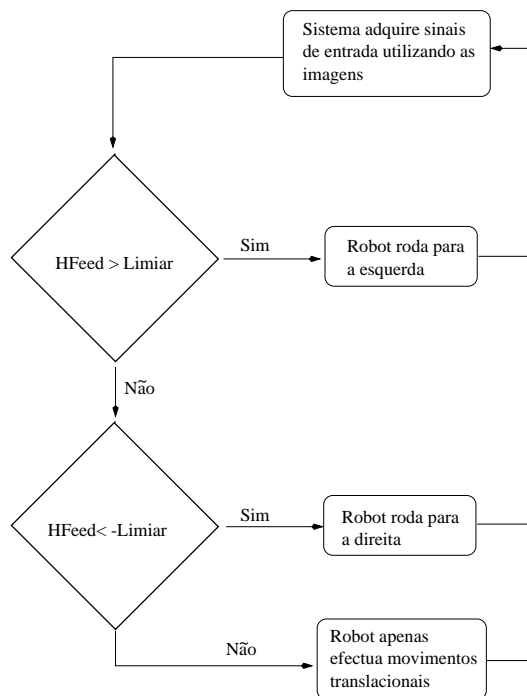 Sistema adquire sinais
de entrada utilizando as
imagens
HFeed > Limiar
Sim
Robot roda para
a esquerda
Não
HFeed< -Limiar
Sim
Robot roda para
a direita
Não
Robot apenas
efectua movimentos
translacionais